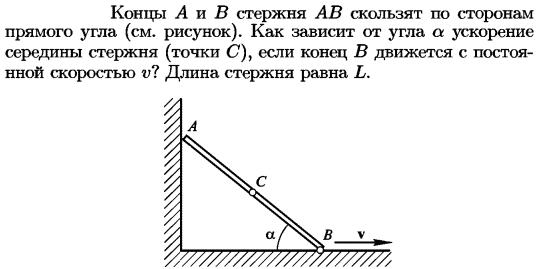 Концы A и B стержня AB скользят по сторонам
прямого угла (см. рисунок). Как зависит от угла α ускорение
середины стержня (точки C), если конец B движется с постоян-
ной скоростью v? Длина стержня равна L.
A
C
α
B
v